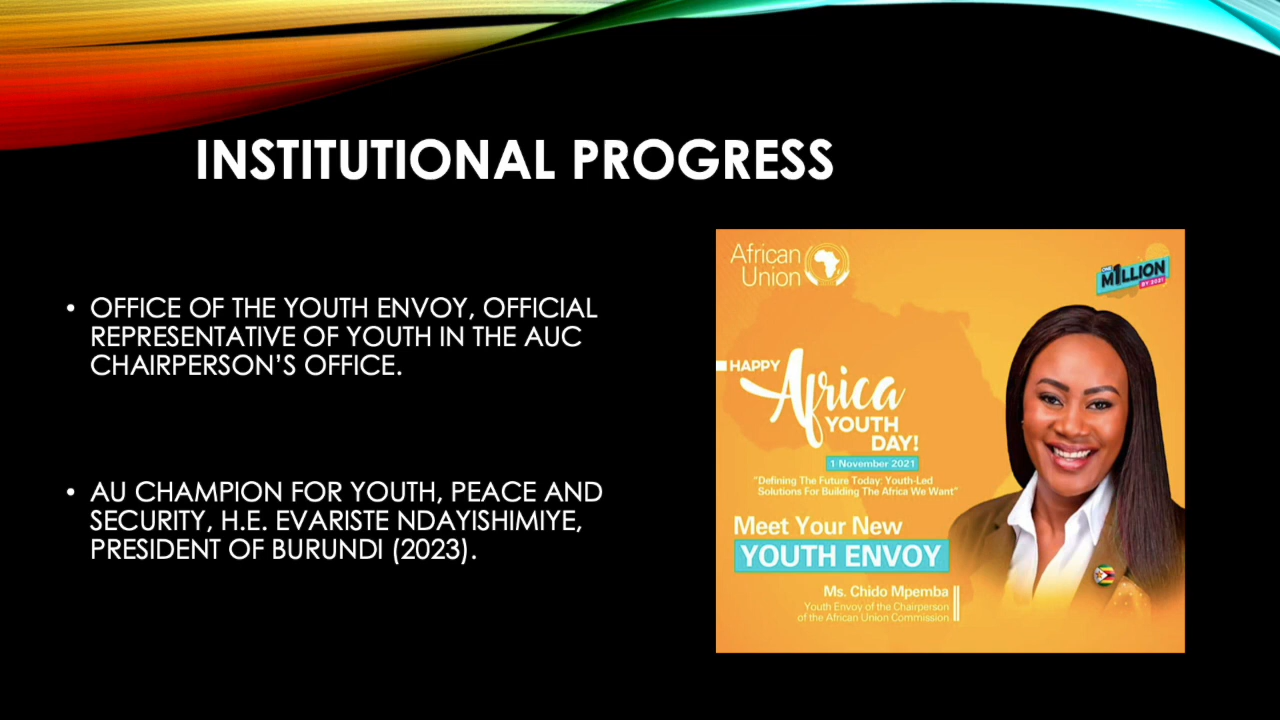 INSTITUTIONAL PROGRESS
• OFFICE OF THE YOUTH ENVOY, OFFICIAL
REPRESENTATIVE OF YOUTH IN THE AUC
CHAIRPERSON’S OFFICE.
• AU CHAMPION FOR YOUTH, PEACE AND
SECURITY, H.E. EVARISTE NDAYISHIMIYE,
PRESIDENT OF BURUNDI (2023).
African
Union
M1LLION
BY 2021
HAPPY
Africa
YOUTH
DAY!
1 November 2021
“Defining The Future Today: Youth-Led
Solutions For Building The Africa We Want”
Meet Your New
YOUTH ENVOY
Ms. Chido Mpemba
Youth Envoy of the Chairperson
of the African Union Commission